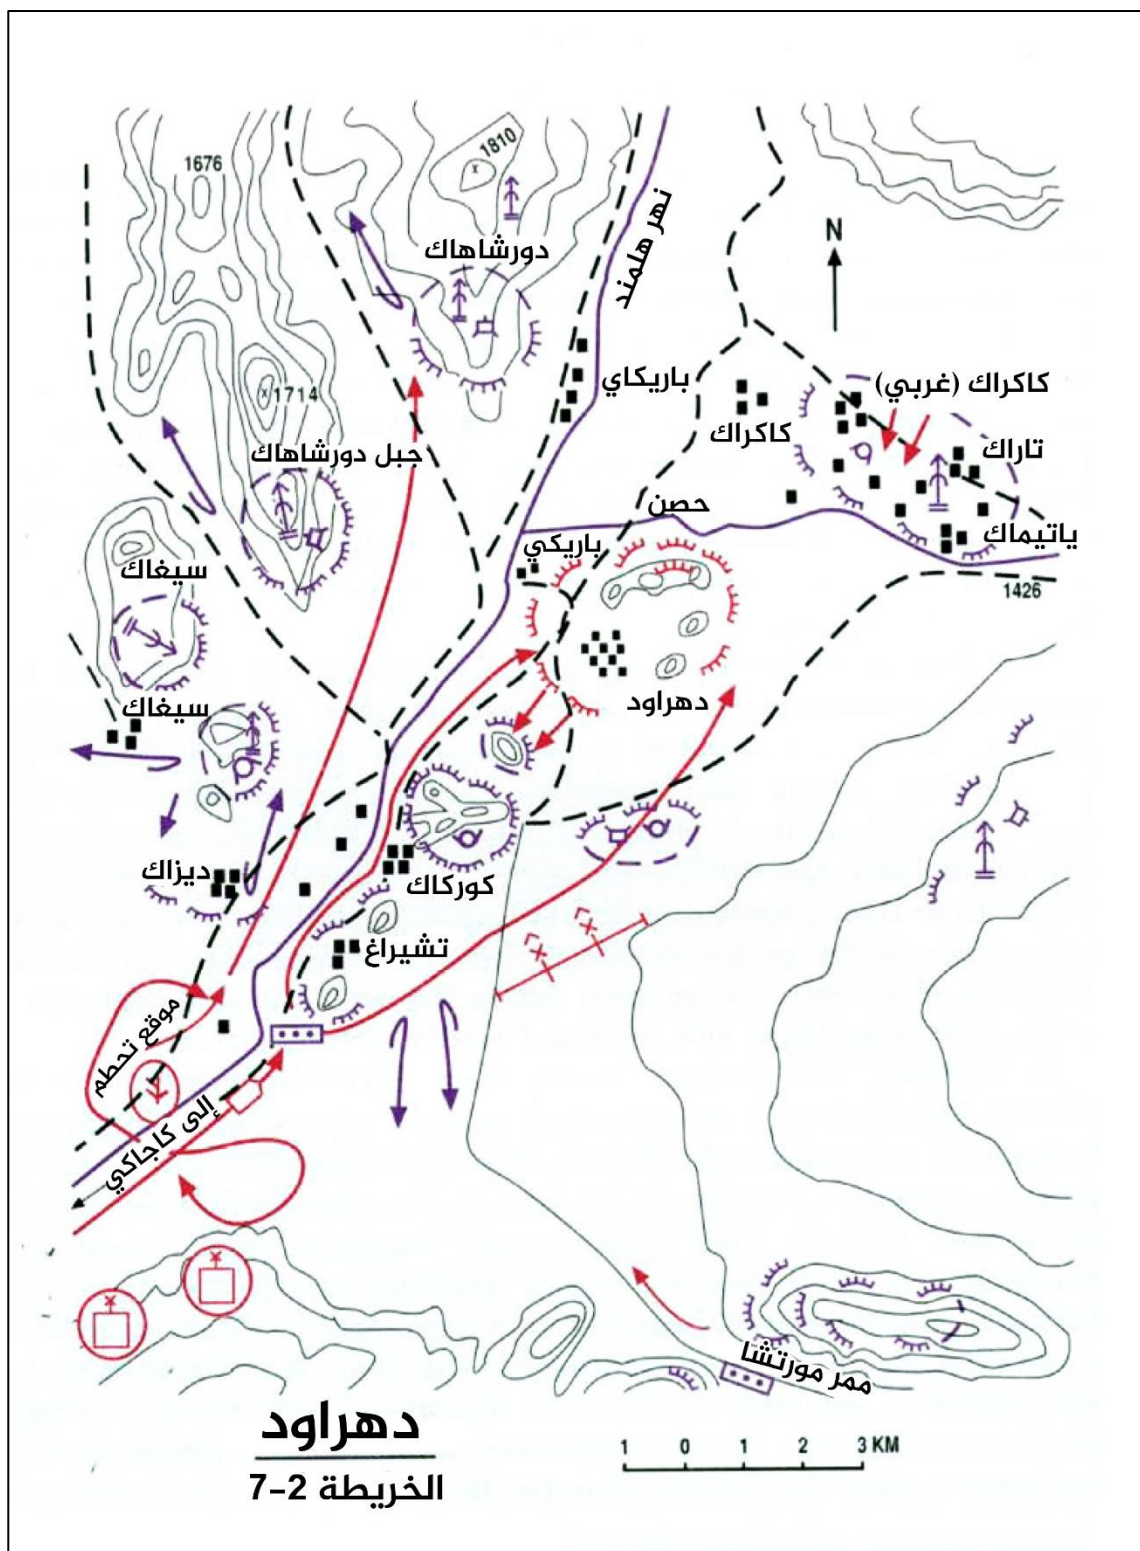 1810
1676
نهر هلمند
دورشاهاك
N
باريكاي
كاكراك (غربي)
1714
كاكراك
تاراك
جبل دورشاهاك
حصن
ياتيماك
باريكي
سيغاك
1426
سيغاك
دهراود
ديزاك
كوركاك
تشيراغ
موقع تحطم
إلى كاجاكي
ممر مورتشا
دهراود
الخريطة 2-7
1 0 1 2 3 KM